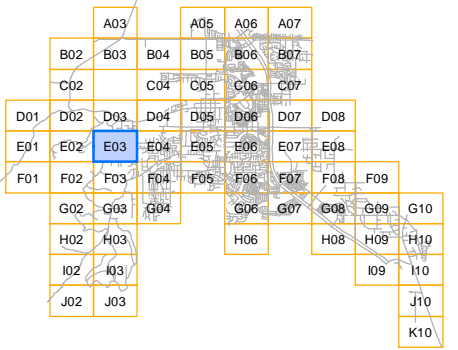 A03 A05 A06 A07
B02 B03 B04 B05 B06 B07
C02 C04 C05 C06 C07
D01 D02 D03 D04 D05 D06 D07 D08
E01 E02 E03 E04 E05 E06 E07 E08
F01 F02 F03 F04 F05 F06 F07 F08 F09
G02 G03 G04 G06 G07 G08 G09 G10
H02 H03 H06 H08 H09 H10
I02 I03 I09 I10
J02 J03 J10
K10